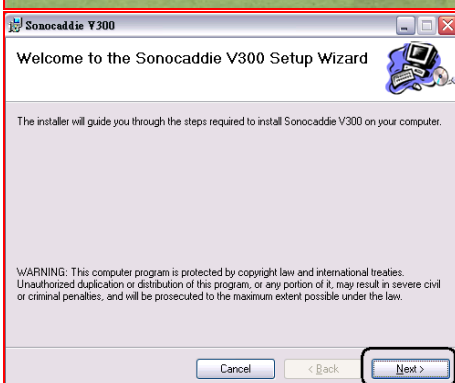 Sonocaddie V300
Welcome to the Sonocaddie V300 Setup Wizard
The installer will guide you through the steps required to install Sonocaddie V300 on your computer.
WARNING: This computer program is protected by copyright law and international treaties.
Unauthorized duplication or distribution of this program, or any portion of it, may result in severe civil
or criminal penalties, and will be prosecuted to the maximum extent possible under the law.
Cancel
< Back
Next >